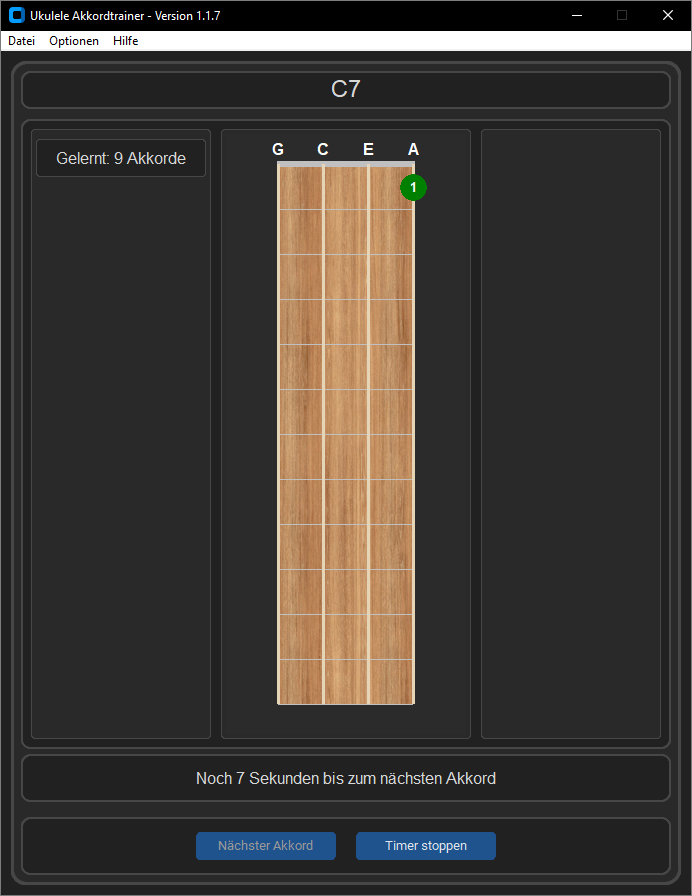 Ukulele Akkordtrainer - Version 1.1.7
Datei Optionen Hilfe
C7
Gelernt: 9 Akkorde
G C E A
1
Noch 7 Sekunden bis zum nächsten Akkord
Nächster Akkord Timer stoppen